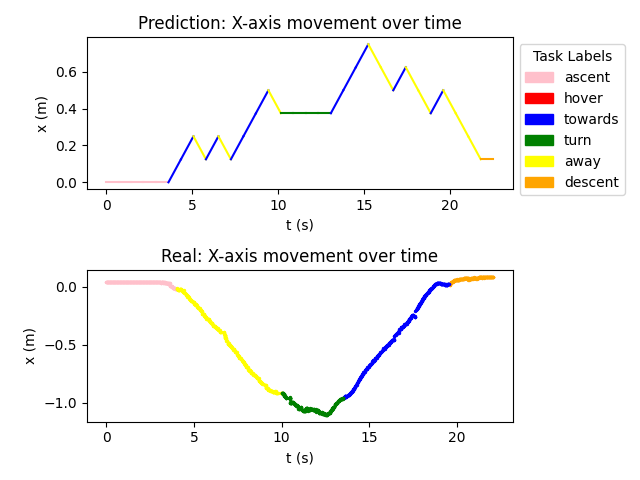 Prediction: X-axis movement over time
x (m)
0.6
0.4
0.2
0.0
0
5
10
15
20
t (s)
Task Labels
ascent
hover
towards
turn
away
descent
Real: X-axis movement over time
x (m)
0.0
−0.5
−1.0
0
5
10
15
20
t (s)